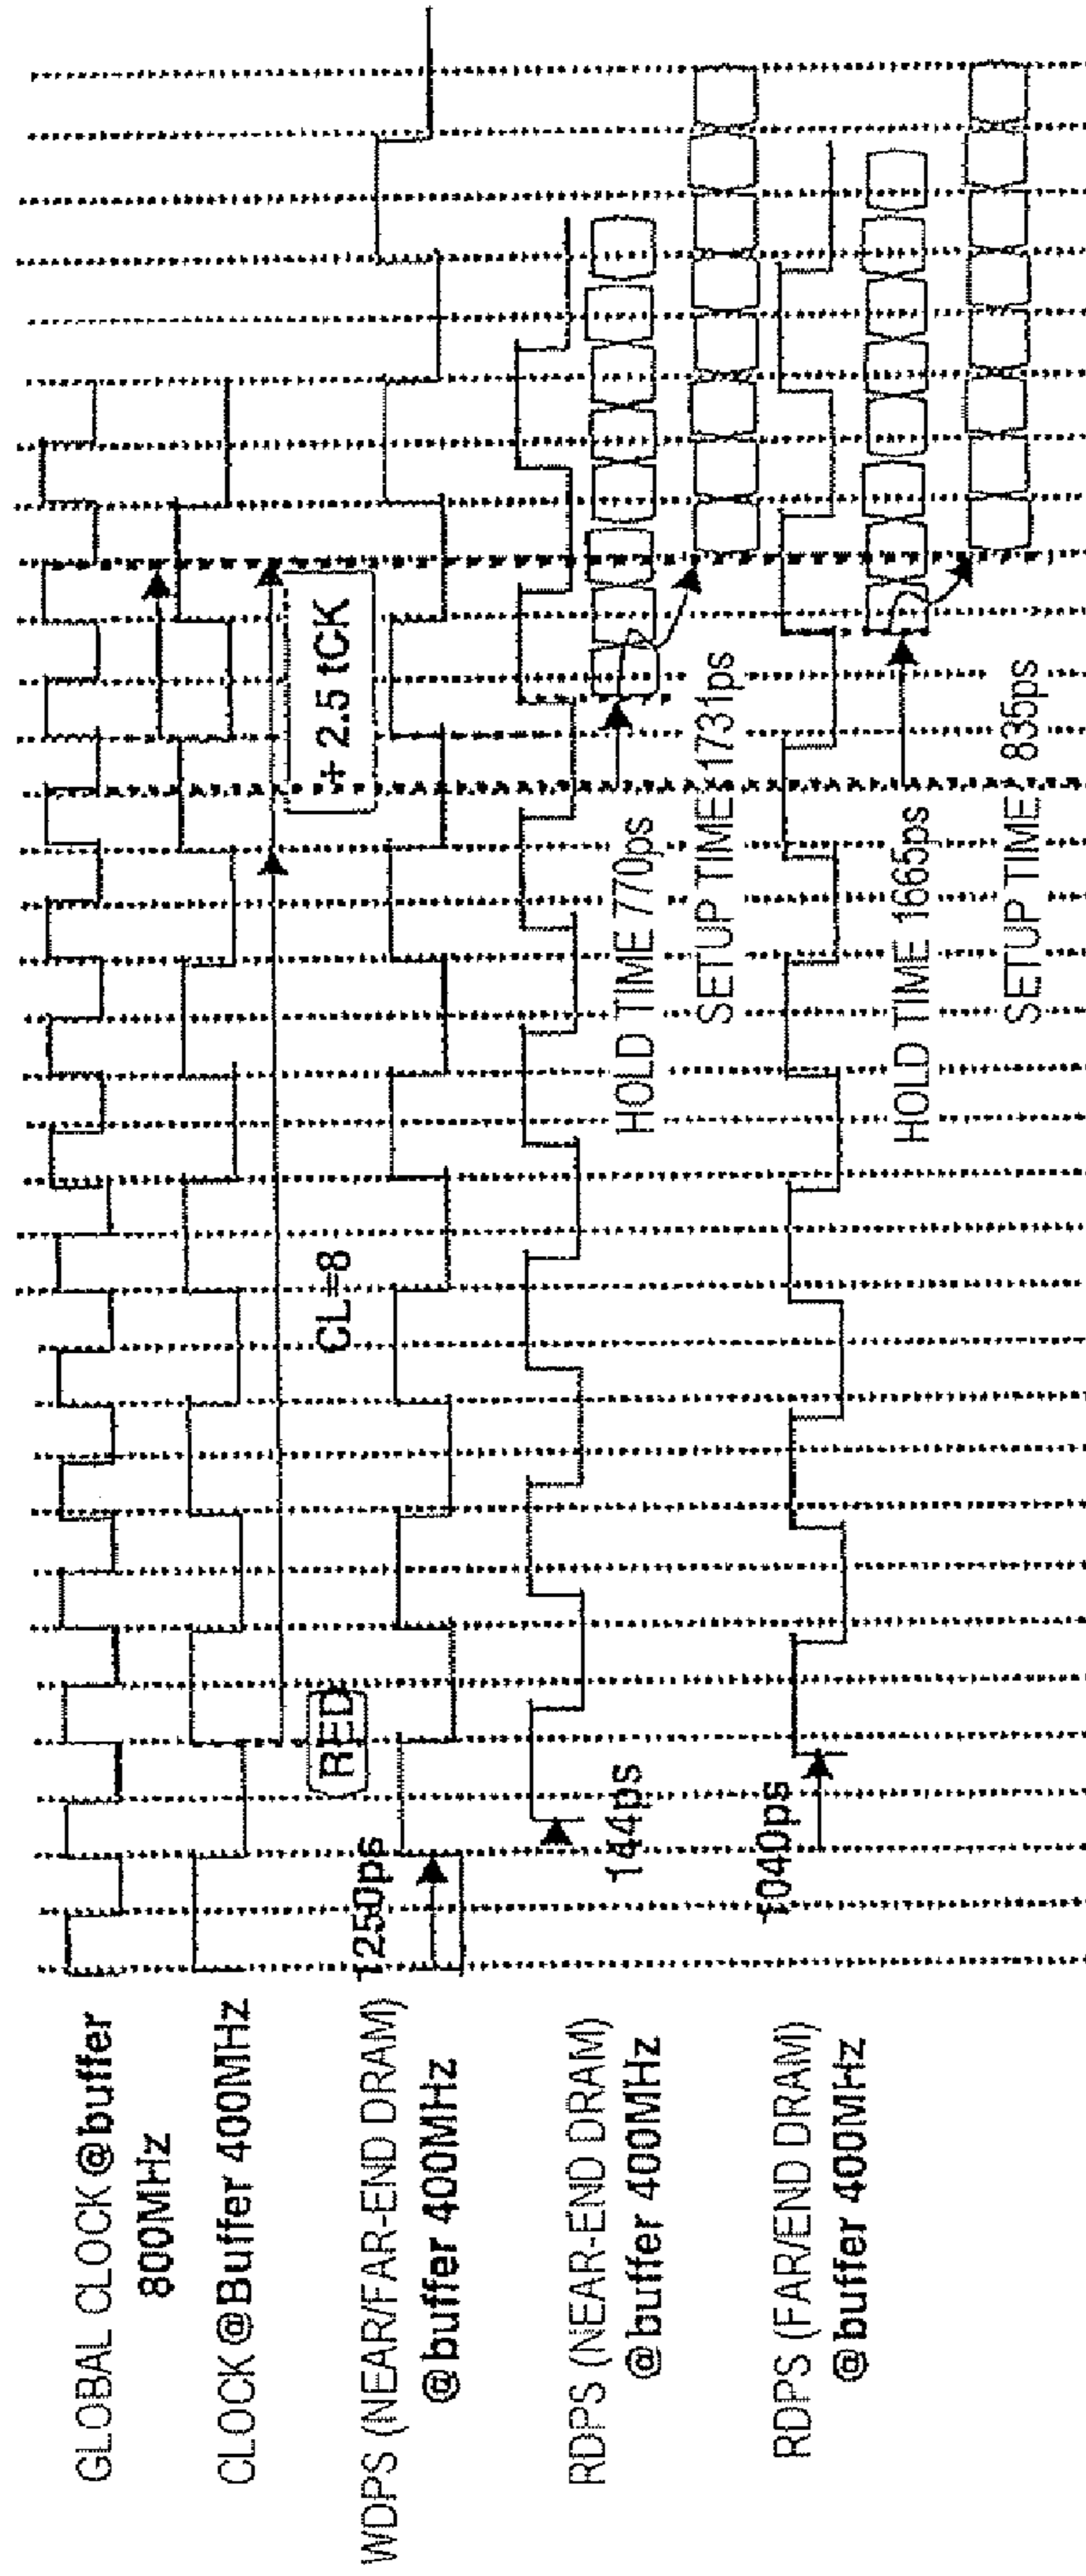 GLOBAL CLOCK@buffer
800MHz
CLOCK@Buffer 400MHz
+ 2.5 tCK
CL=8
RED
1250ps
WDPS (NEAR/FAR-END DRAM)
@buffer 400MHz
144ps
RDPS (NEAR-END DRAM)
@buffer 400MHz
HOLD TIME 770ps
SETUP TIME 1731ps
1040ps
RDPS (FAR/END DRAM)
@buffer 400MHz
HOLD TIME 1665ps
SETUP TIME 835ps